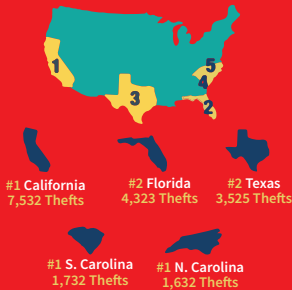 1
5
4
3
2
#1 California
7,532 Thefts
#2 Florida
4,323 Thefts
#2 Texas
3,525 Thefts
#1 S. Carolina
1,732 Thefts
#1 N. Carolina
1,632 Thefts